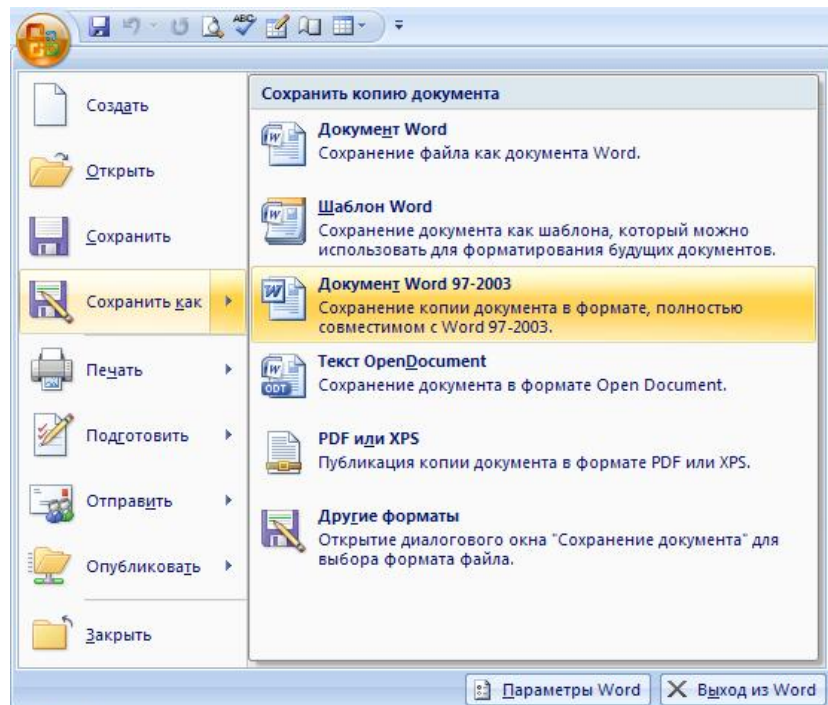 ABC
Создать
Открыть
Сохранить
Сохранить как
Печать
Подготовить
Отправить
Опубликовать
Закрыть
Сохранить копию документа
Документ Word
Сохранение файла как документа Word.
Шаблон Word
Сохранение документа как шаблона, который можно
использовать для форматирования будущих документов.
Документ Word 97-2003
Сохранение копии документа в формате, полностью
совместимом с Word 97-2003.
Текст OpenDocument
ODT
Сохранение документа в формате Open Document.
PDF или XPS
Публикация копии документа в формате PDF или XPS.
Другие форматы
Открытие диалогового окна "Сохранение документа" для
выбора формата файла.
Параметры Word
Выход из Word